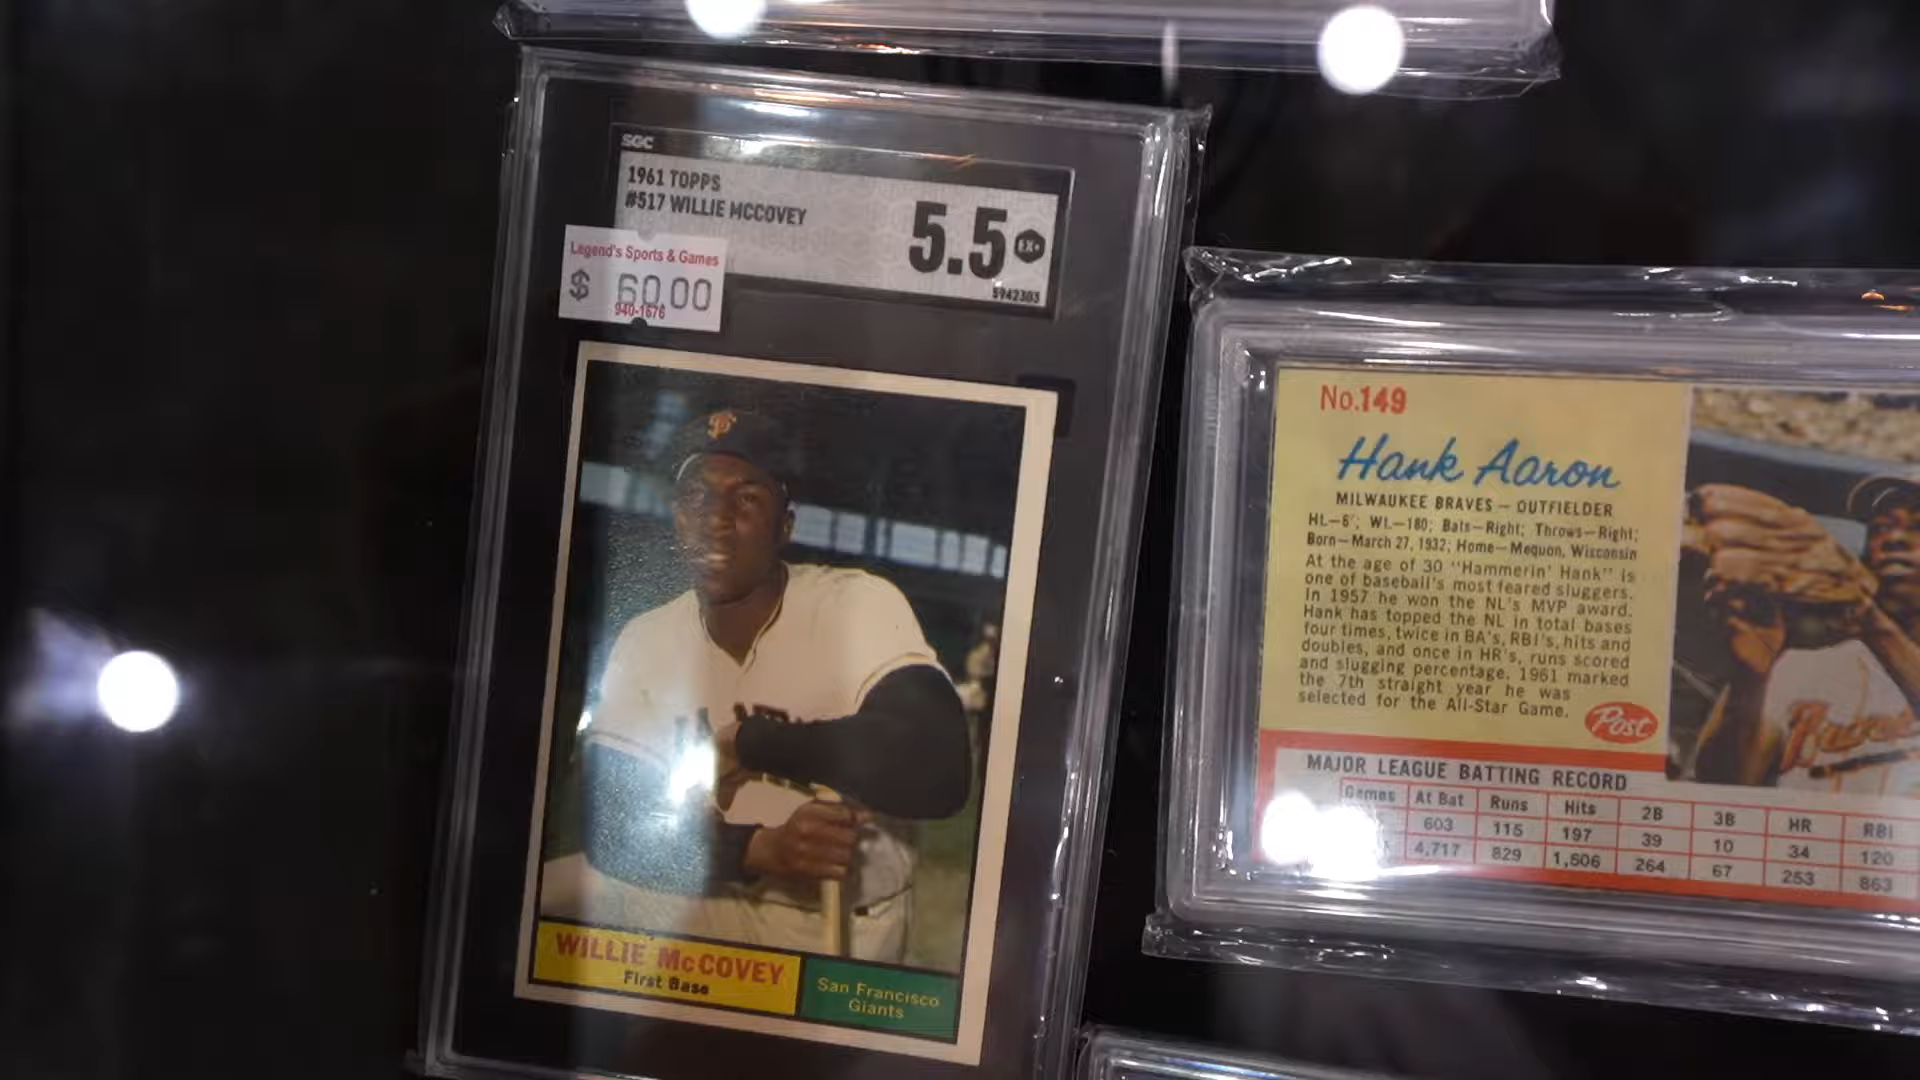 SGC
1961 TOPPS
#517 WILLIE MCCOVEY
5.5
EX+
5942303
Legend's Sports & Games
$ 60.00
940-1676
WILLIE McCOVEY
First Base
San Francisco
Giants
No.149
Hank Aaron
MILWAUKEE BRAVES — OUTFIELDER
Ht.—6'; Wt.—180; Bats—Right; Throws—Right;
Born—March 27, 1932; Home—Mequon, Wisconsin
At the age of 30 "Hammerin' Hank" is
one of baseball's most feared sluggers.
In 1957 he won the NL's MVP award.
Hank has topped the NL in total bases
four times, twice in BA's, RBI's, hits and
doubles, and once in HR's, runs scored
and slugging percentage. 1961 marked
the 7th straight year he was
selected for the All-Star Game.
Post
Braves
MAJOR LEAGUE BATTING RECORD
Games At Bat Runs Hits 2B 3B HR RBI
603 115 197 39 10 34 120
4,717 829 1,506 264 67 253 863